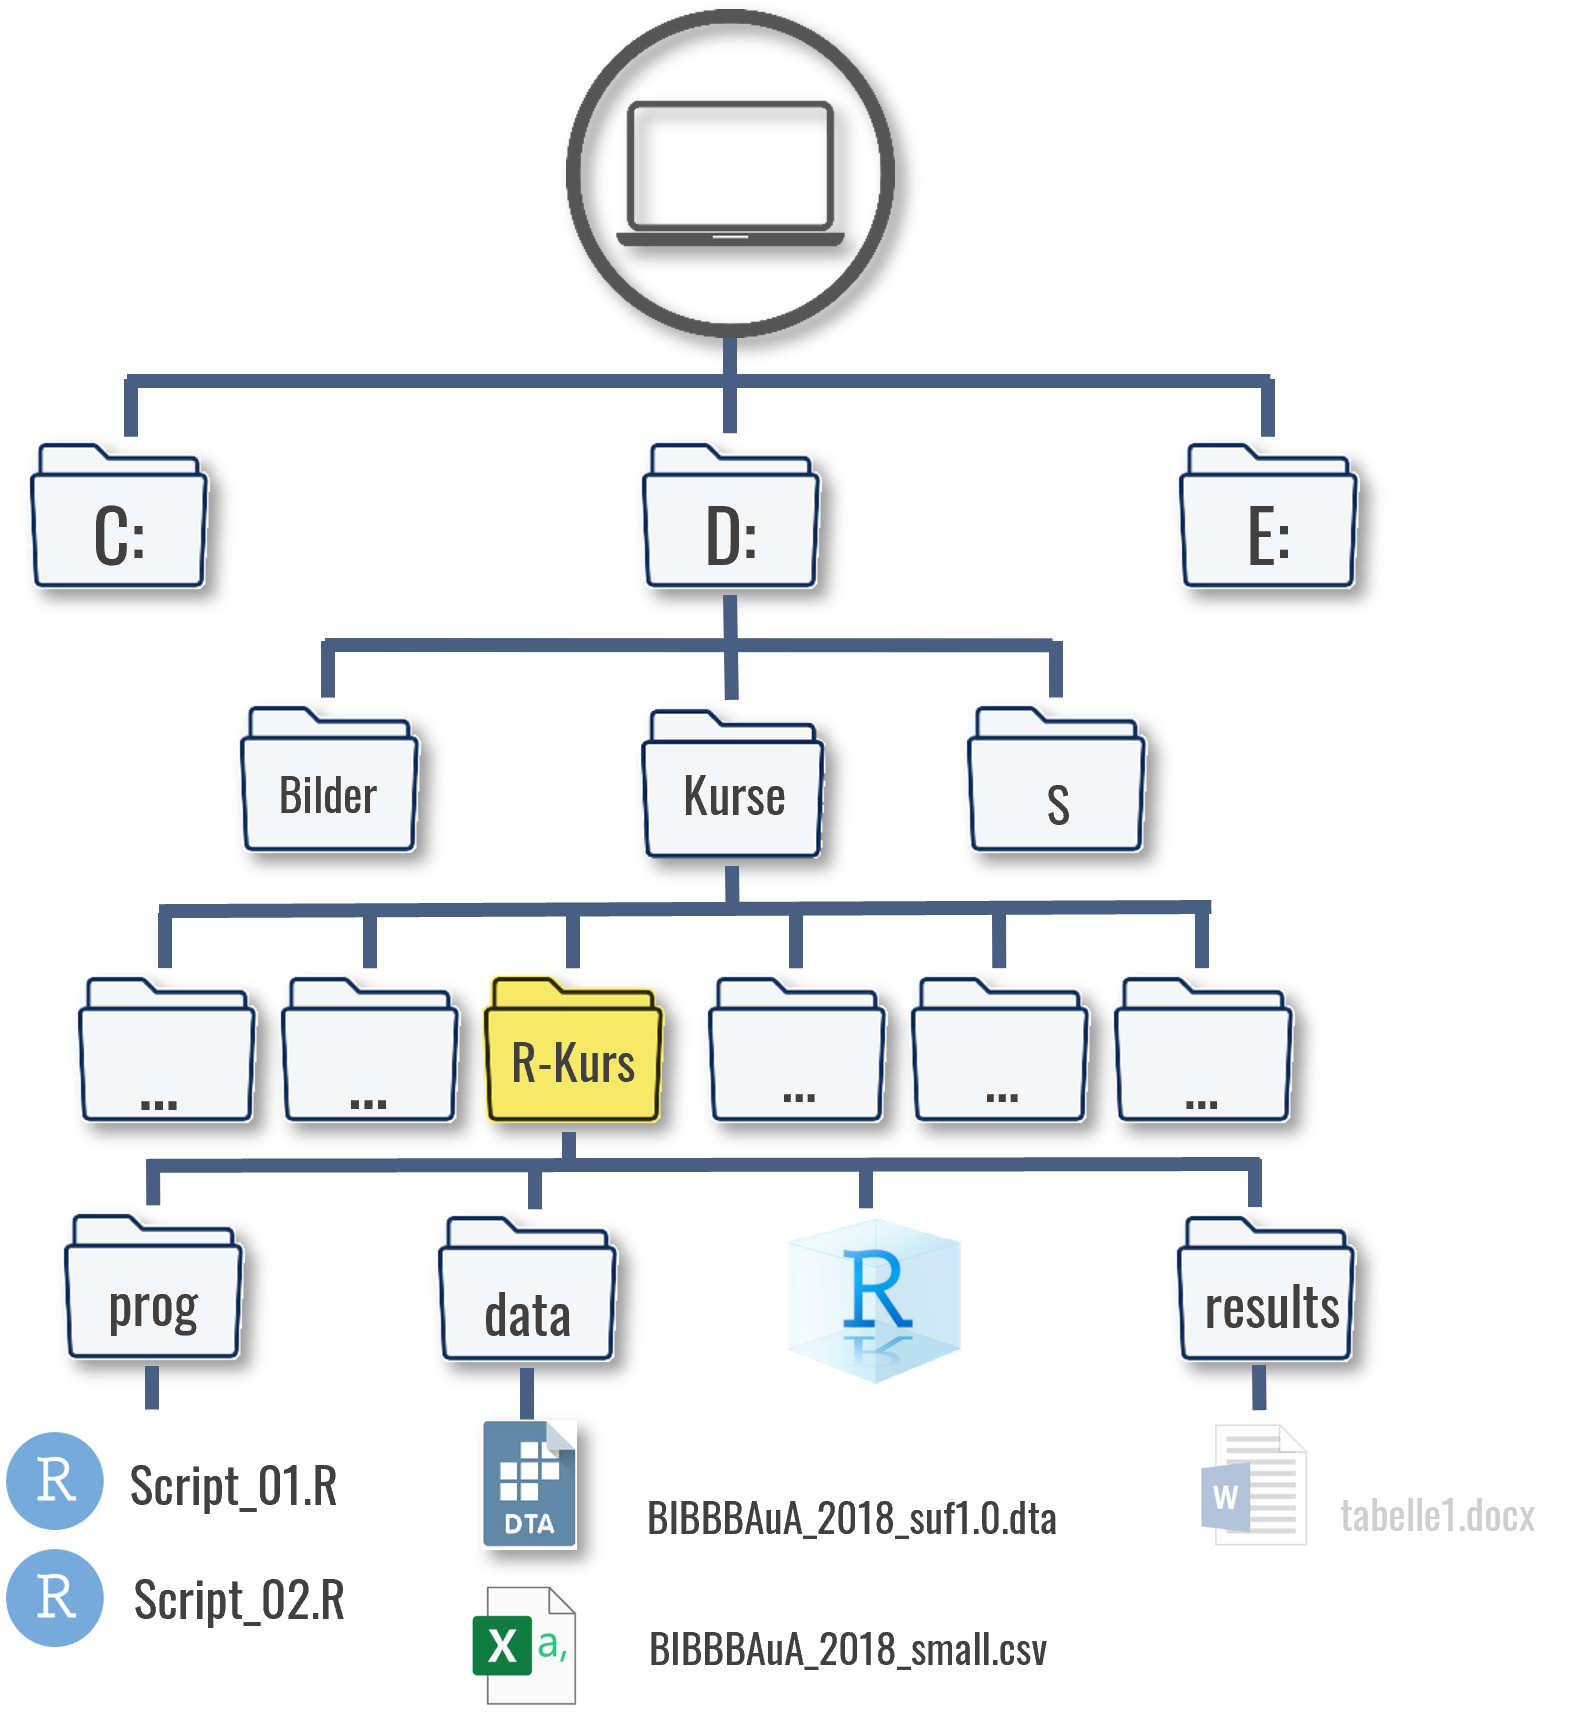 C:
D:
E:
Bilder
Kurse
S
...
...
R-Kurs
...
...
...
prog
data
R
results
R
Script_01.R
DTA
BIBBBAuA_2018_suf1.0.dta
W
tabelle1.docx
R
Script_02.R
X a,
BIBBBAuA_2018_small.csv